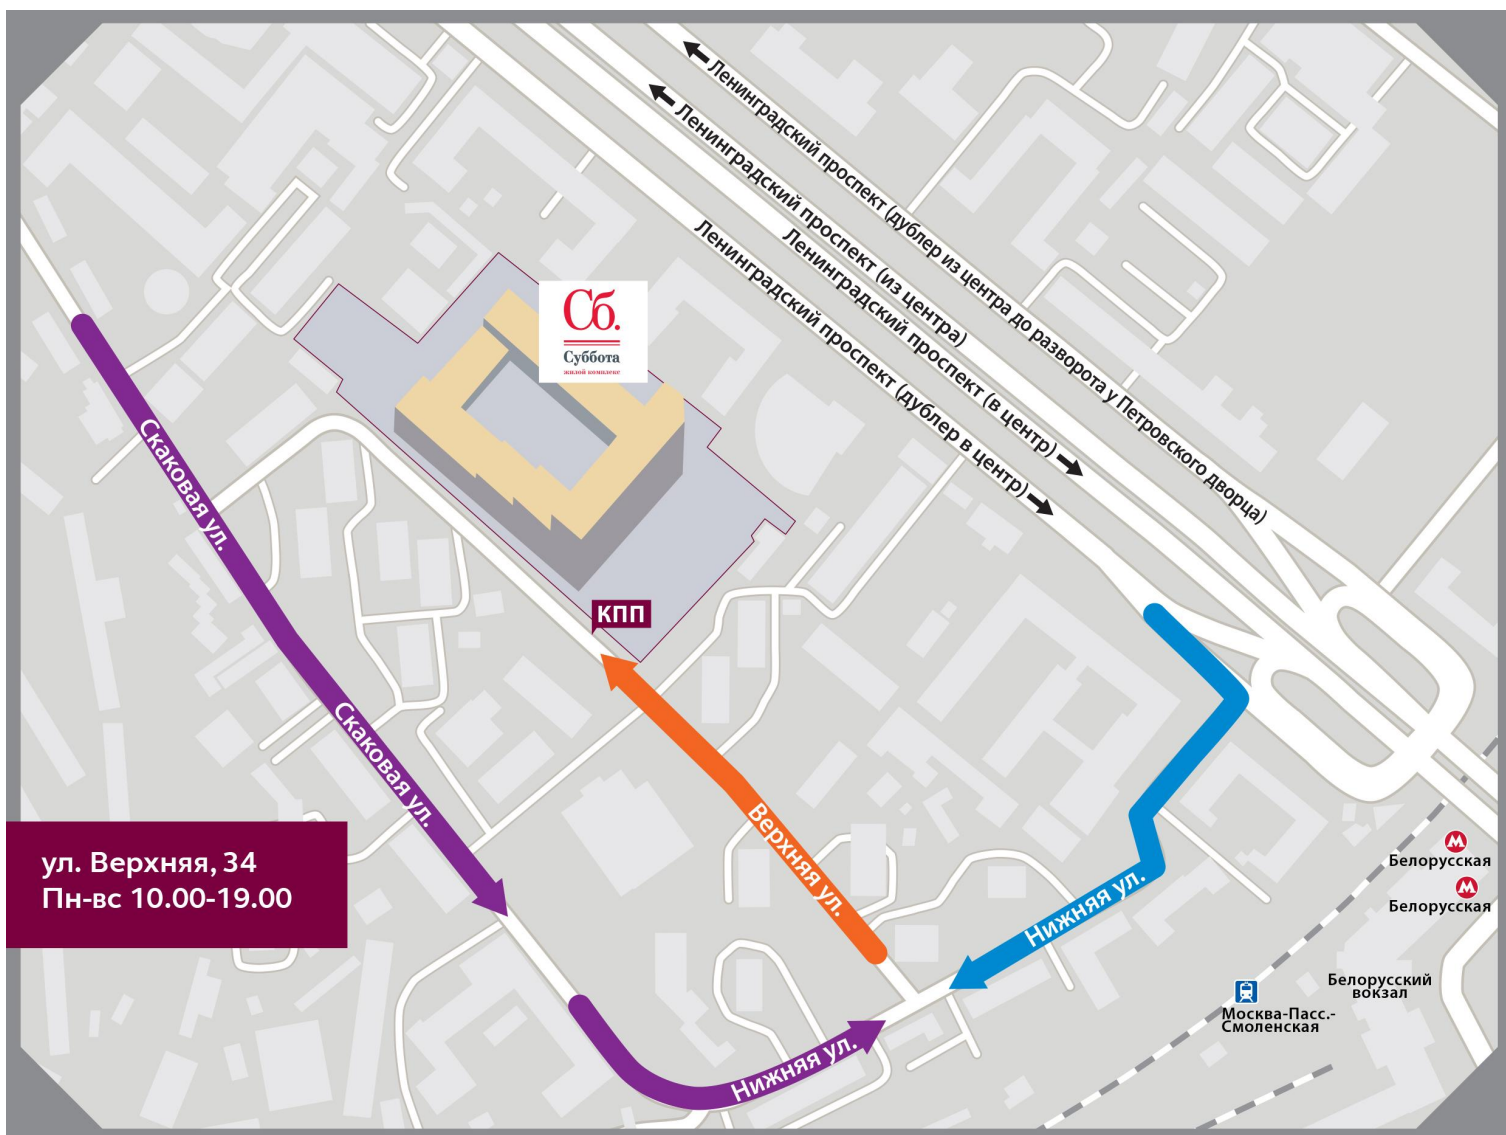 Ленинградский проспект (дублер из центра до разворота у Петровского дворца)
Ленинградский проспект (из центра)
Ленинградский проспект (в центр)
Ленинградский проспект (дублер в центр)
Сб.
Суббота
жилой комплекс
Скаковая ул.
КПП
Скаковая ул.
Верхняя ул.
ул. Верхняя, 34
Пн-вс 10.00-19.00
М
Белорусская
М
Белорусская
Нижняя ул.
Белорусский
вокзал
Москва-Пасс.-
Смоленская
Нижняя ул.